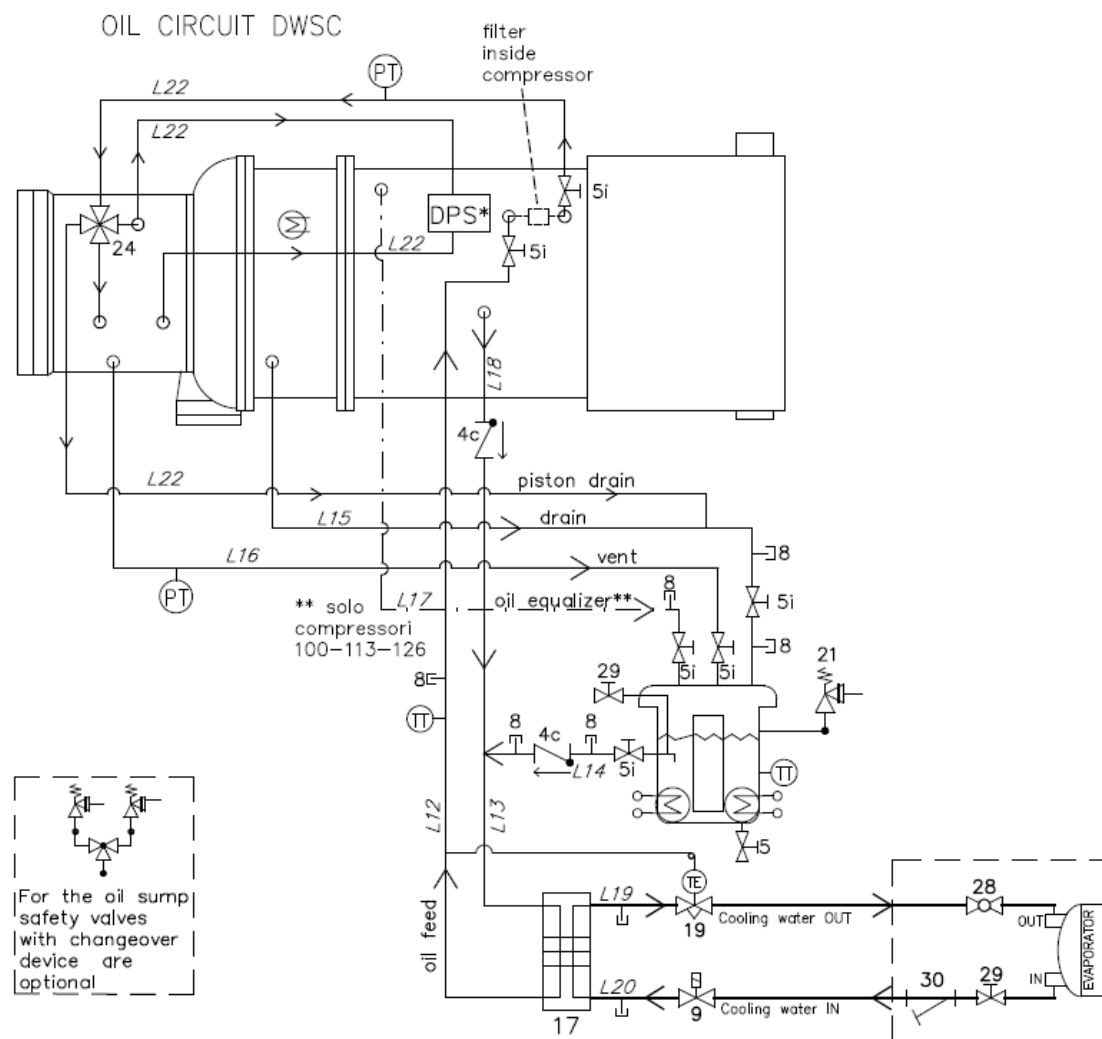 OIL CIRCUIT DWSC
filter
inside
compressor
PT
L22
L22
5i
DPS*
24
L22
5i
L18
4c
L22
piston drain
L15
drain
L16
vent
8
PT
5i
** solo
compressori
100-113-126
L17
oil equalizer**
8
8
21
5i
5i
29
8
TT
8
4c
8
5i
L14
TT
L12
L13
5
For the oil sump
safety valves
with changeover
device are
optional
oil feed
L19
TE
19
Cooling water OUT
28
OUT
EVAPORATOR
IN
L20
9
Cooling water IN
30
29
17